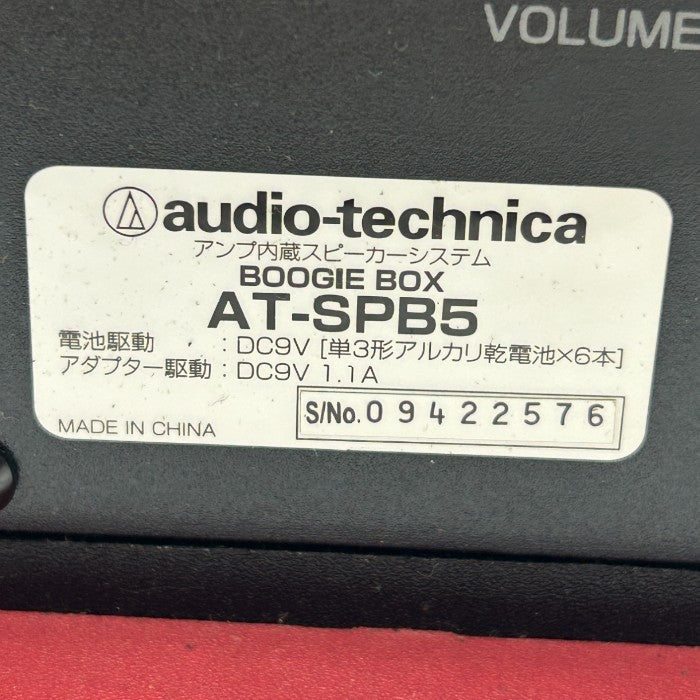 VOLUME
audio-technica
アンプ内蔵スピーカーシステム
BOOGIE BOX
AT-SPB5
電池駆動 : DC9V [単3形アルカリ乾電池×6本]
アダプター駆動 : DC9V 1.1A
MADE IN CHINA
S/No. 09422576